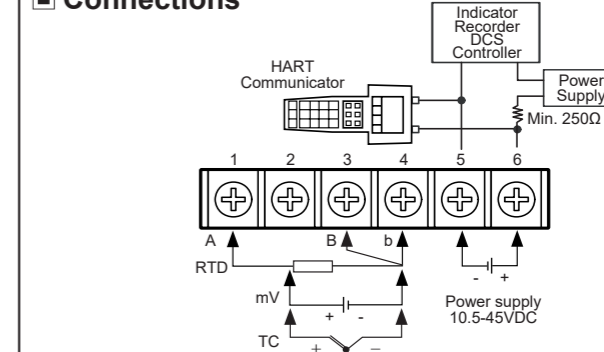 Connections
Indicator
Recorder
DCS
Controller
HART
Communicator
Power
Supply
Min. 250Ω
1 2 3 4 5 6
A B b
RTD
- +
mV
+ -
Power supply
10.5-45VDC
TC
+ −